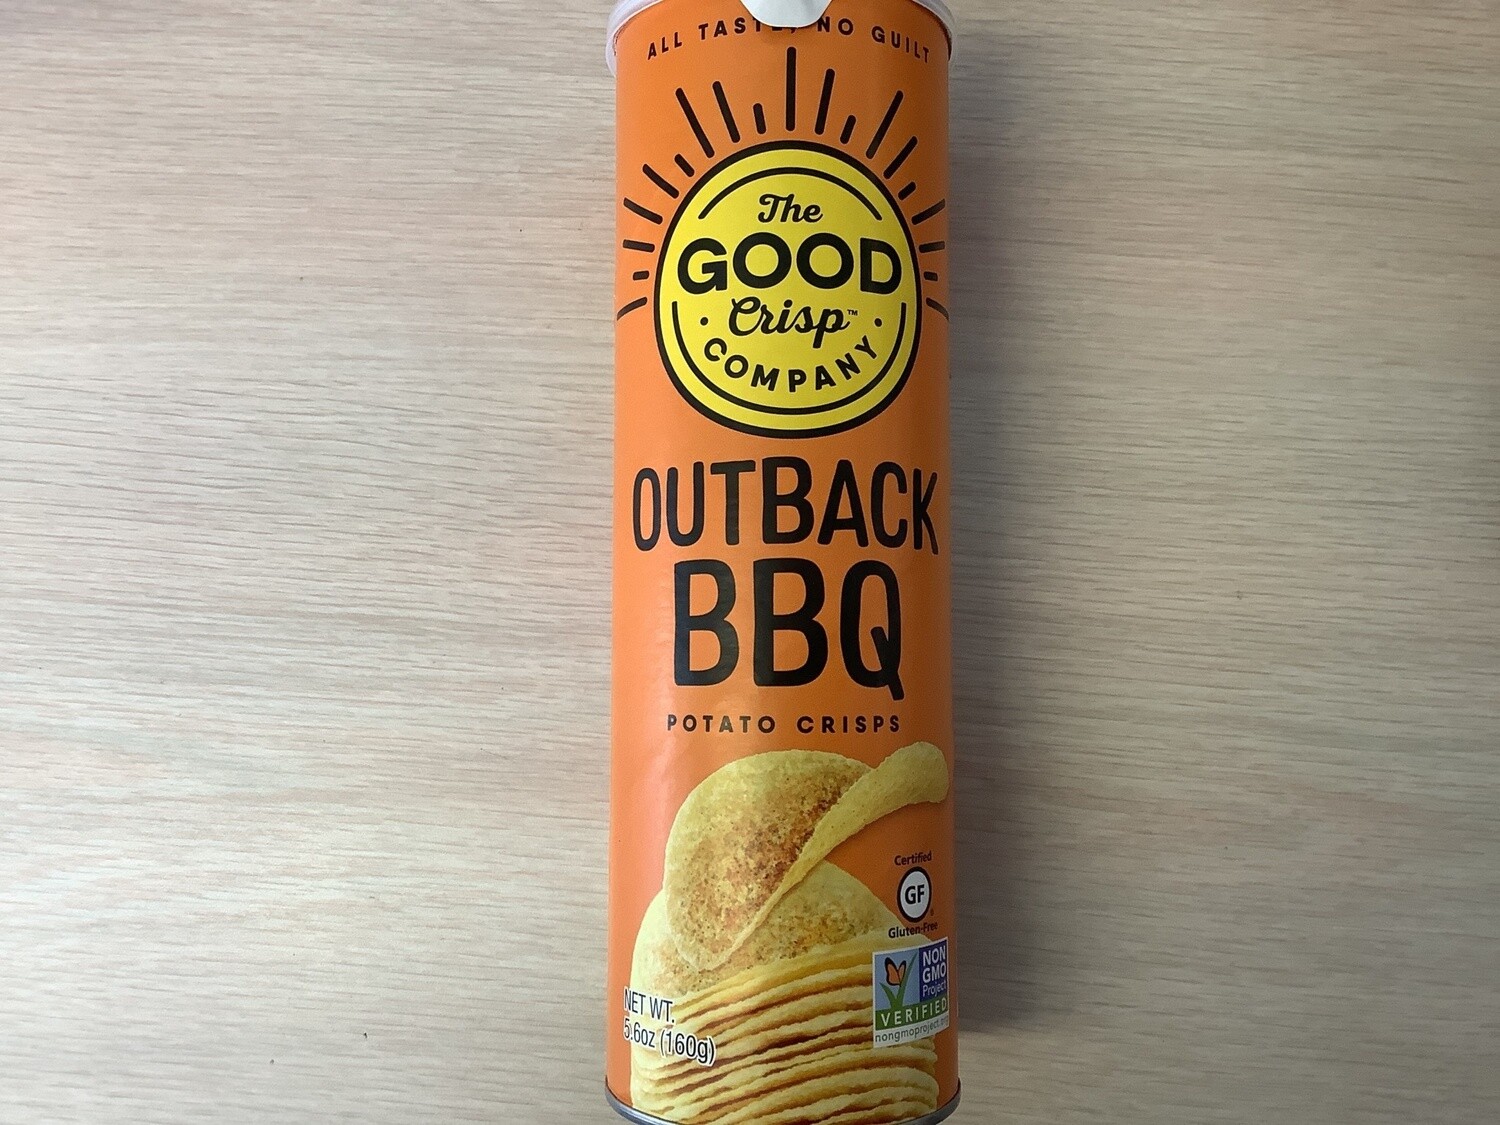 ALL TASTE, NO GUILT
The
GOOD
Crisp™
· COMPANY ·
OUTBACK
BBQ
POTATO CRISPS
Certified
GF
Gluten-Free
NON
GMO
Project
VERIFIED
nongmoproject.org
NET WT.
5.6oz (160g)